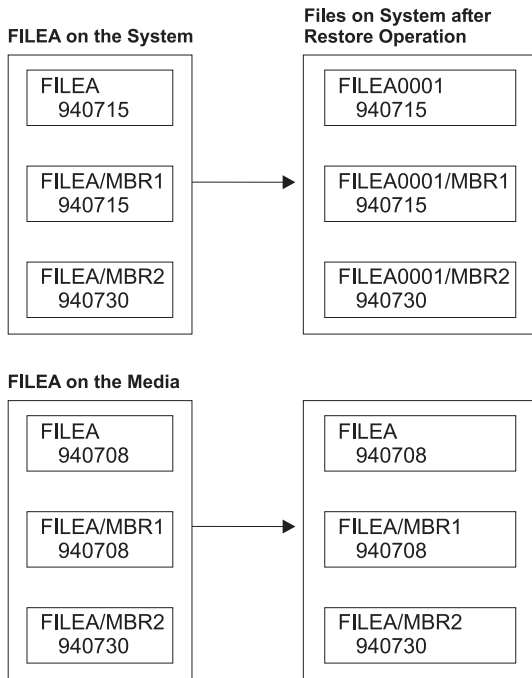 FILEA on the System
Files on System after
Restore Operation
FILEA
940715
FILEA/MBR1
940715
FILEA/MBR2
940730
FILEA0001
940715
FILEA0001/MBR1
940715
FILEA0001/MBR2
940730
FILEA on the Media
FILEA
940708
FILEA/MBR1
940708
FILEA/MBR2
940730
FILEA
940708
FILEA/MBR1
940708
FILEA/MBR2
940730